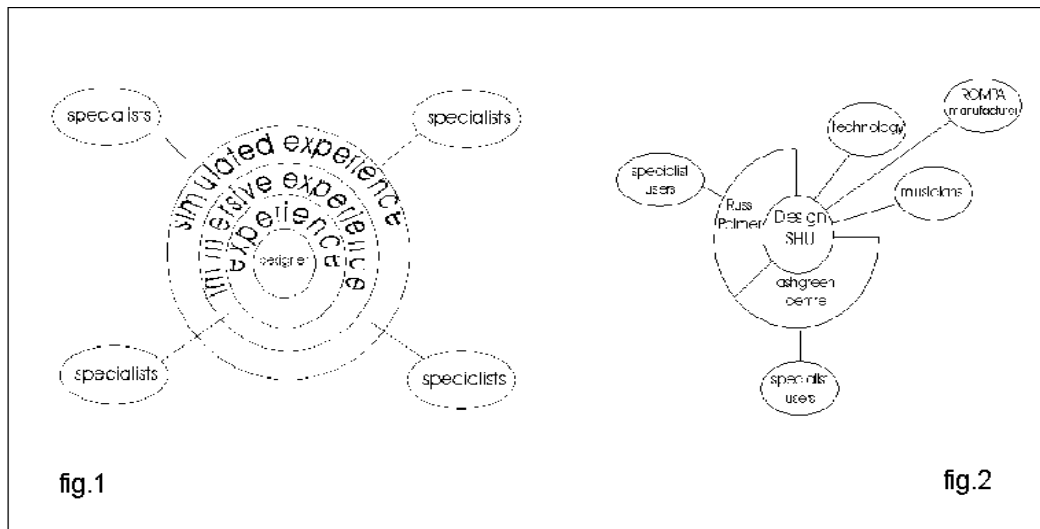 specialists
specialists
simulated experience
immersive experience
experience
designer
specialists
specialists
fig.1
ROMPA
manufacturer
technology
specialist
users
musicians
Russ
Palmer
Design
SHU
ashgreen
centre
specialist
users
fig.2